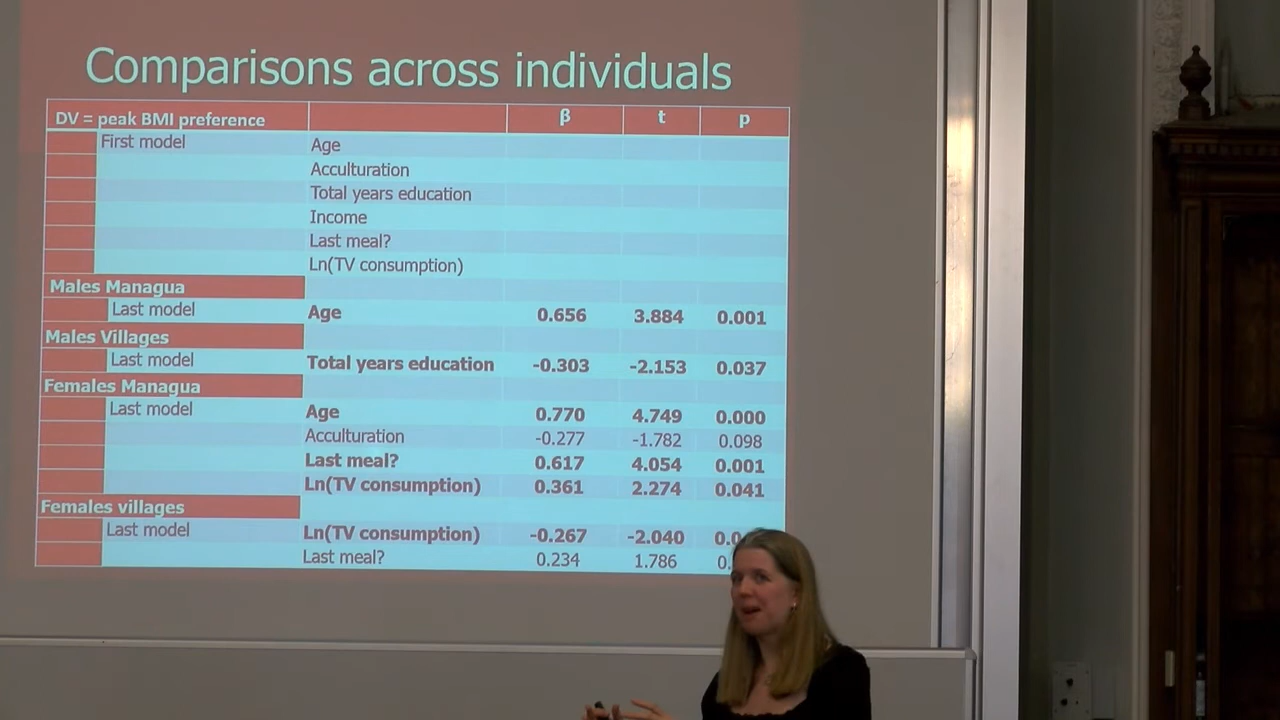 Comparisons across individuals
DV = peak BMI preference β t p
First model Age
Acculturation
Total years education
Income
Last meal?
Ln(TV consumption)
Males Managua
Last model Age 0.656 3.884 0.001
Males Villages
Last model Total years education -0.303 -2.153 0.037
Females Managua
Last model Age 0.770 4.749 0.000
Acculturation -0.277 -1.782 0.098
Last meal? 0.617 4.054 0.001
Ln(TV consumption) 0.361 2.274 0.041
Females villages
Last model Ln(TV consumption) -0.267 -2.040
Last meal? 0.234 1.786